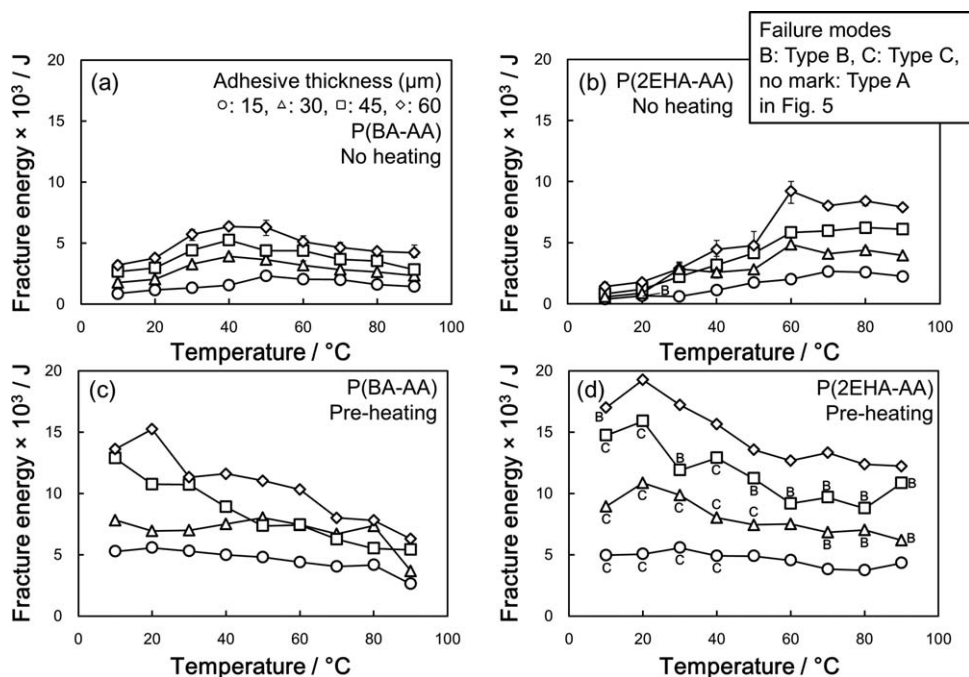 Failure modes
B: Type B, C: Type C,
no mark: Type A
in Fig. 5
Fracture energy × 10³ / J
20
15
10
5
0
(a)
Adhesive thickness (μm)
○: 15, △: 30, □: 45, ◇: 60
P(BA-AA)
No heating
0 20 40 60 80 100
Temperature / °C
Fracture energy × 10³ / J
20
15
10
5
0
(b)
P(2EHA-AA)
No heating
B
0 20 40 60 80 100
Temperature / °C
Fracture energy × 10³ / J
20
15
10
5
0
(c)
P(BA-AA)
Pre-heating
0 20 40 60 80 100
Temperature / °C
Fracture energy × 10³ / J
20
15
10
5
0
(d)
P(2EHA-AA)
Pre-heating
B
C C B C B B B B B
C C C C C B B B
C C C C
0 20 40 60 80 100
Temperature / °C